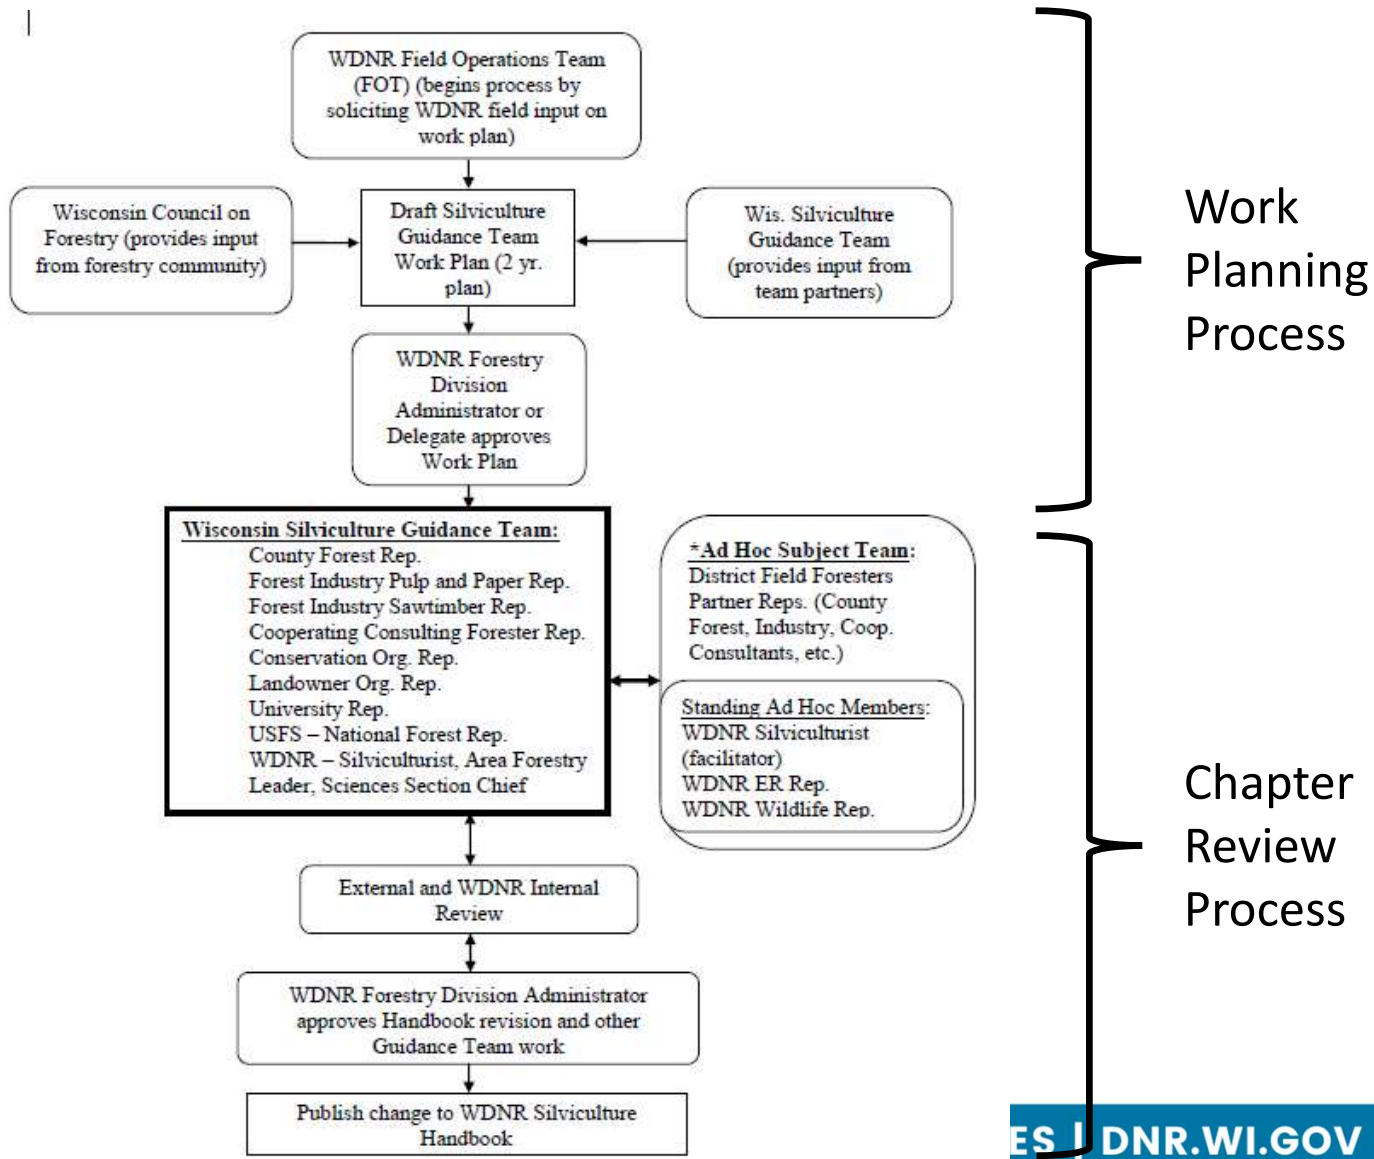 WDNR Field Operations Team
(FOT) (begins process by
soliciting WDNR field input on
work plan)
Wisconsin Council on
Forestry (provides input
from forestry community)
Draft Silviculture
Guidance Team
Work Plan (2 yr.
plan)
Wis. Silviculture
Guidance Team
(provides input from
team partners)
WDNR Forestry
Division
Administrator or
Delegate approves
Work Plan
Work
Planning
Process
Wisconsin Silviculture Guidance Team:
County Forest Rep.
Forest Industry Pulp and Paper Rep.
Forest Industry Sawtimber Rep.
Cooperating Consulting Forester Rep.
Conservation Org. Rep.
Landowner Org. Rep.
University Rep.
USFS – National Forest Rep.
WDNR – Silviculturist, Area Forestry
Leader, Sciences Section Chief
*Ad Hoc Subject Team:
District Field Foresters
Partner Reps. (County
Forest, Industry, Coop.
Consultants, etc.)
Standing Ad Hoc Members:
WDNR Silviculturist
(facilitator)
WDNR ER Rep.
WDNR Wildlife Rep.
Chapter
Review
Process
External and WDNR Internal
Review
WDNR Forestry Division Administrator
approves Handbook revision and other
Guidance Team work
Publish change to WDNR Silviculture
Handbook
ES | DNR.WI.GOV